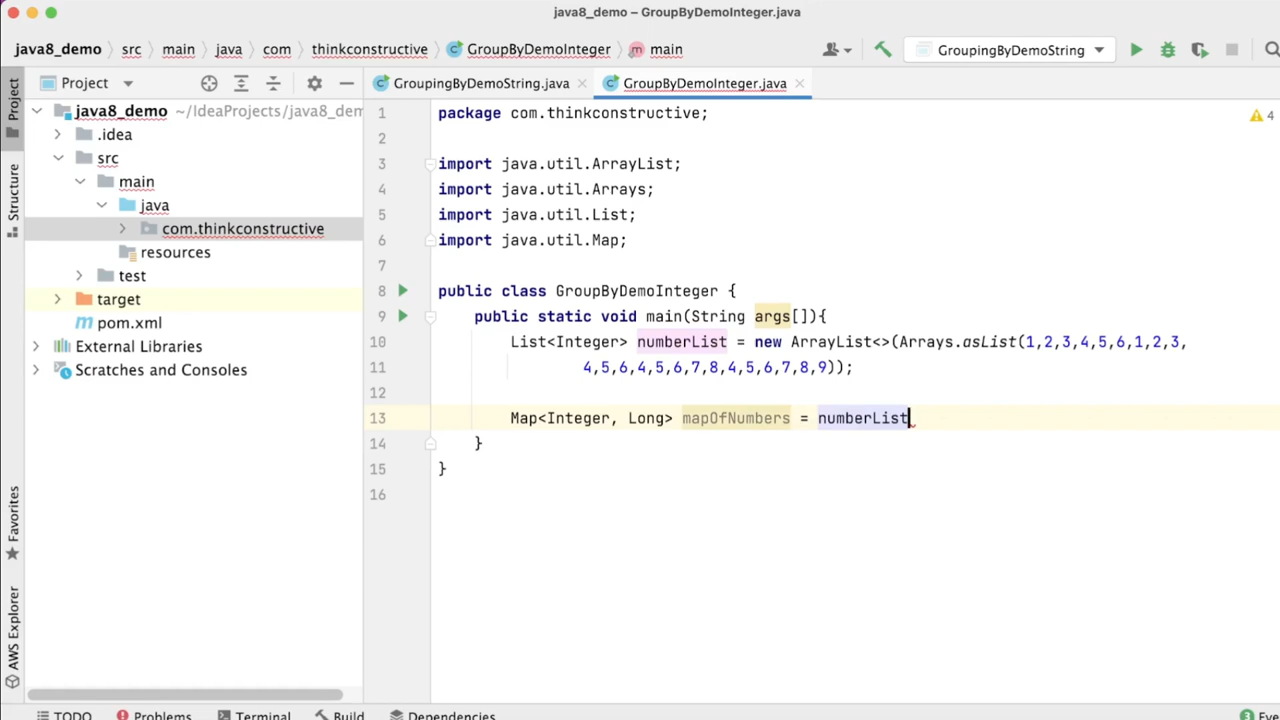 java8_demo – GroupByDemoInteger.java
java8_demo › src › main › java › com › thinkconstructive › GroupByDemoInteger › main
GroupingByDemoString
Project
GroupingByDemoString.java
GroupByDemoInteger.java
Project
Structure
Favorites
AWS Explorer
java8_demo ~/IdeaProjects/java8_dem
.idea
src
main
java
com.thinkconstructive
resources
test
target
pom.xml
External Libraries
Scratches and Consoles
4
1 package com.thinkconstructive;
2
3 import java.util.ArrayList;
4 import java.util.Arrays;
5 import java.util.List;
6 import java.util.Map;
7
8 public class GroupByDemoInteger {
9 public static void main(String args[]){
10 List<Integer> numberList = new ArrayList<>(Arrays.asList(1,2,3,4,5,6,1,2,3,
11 4,5,6,4,5,6,7,8,4,5,6,7,8,9));
12
13 Map<Integer, Long> mapOfNumbers = numberList
14 }
15 }
16
TODO Problems Terminal Build Dependencies 3 Eve